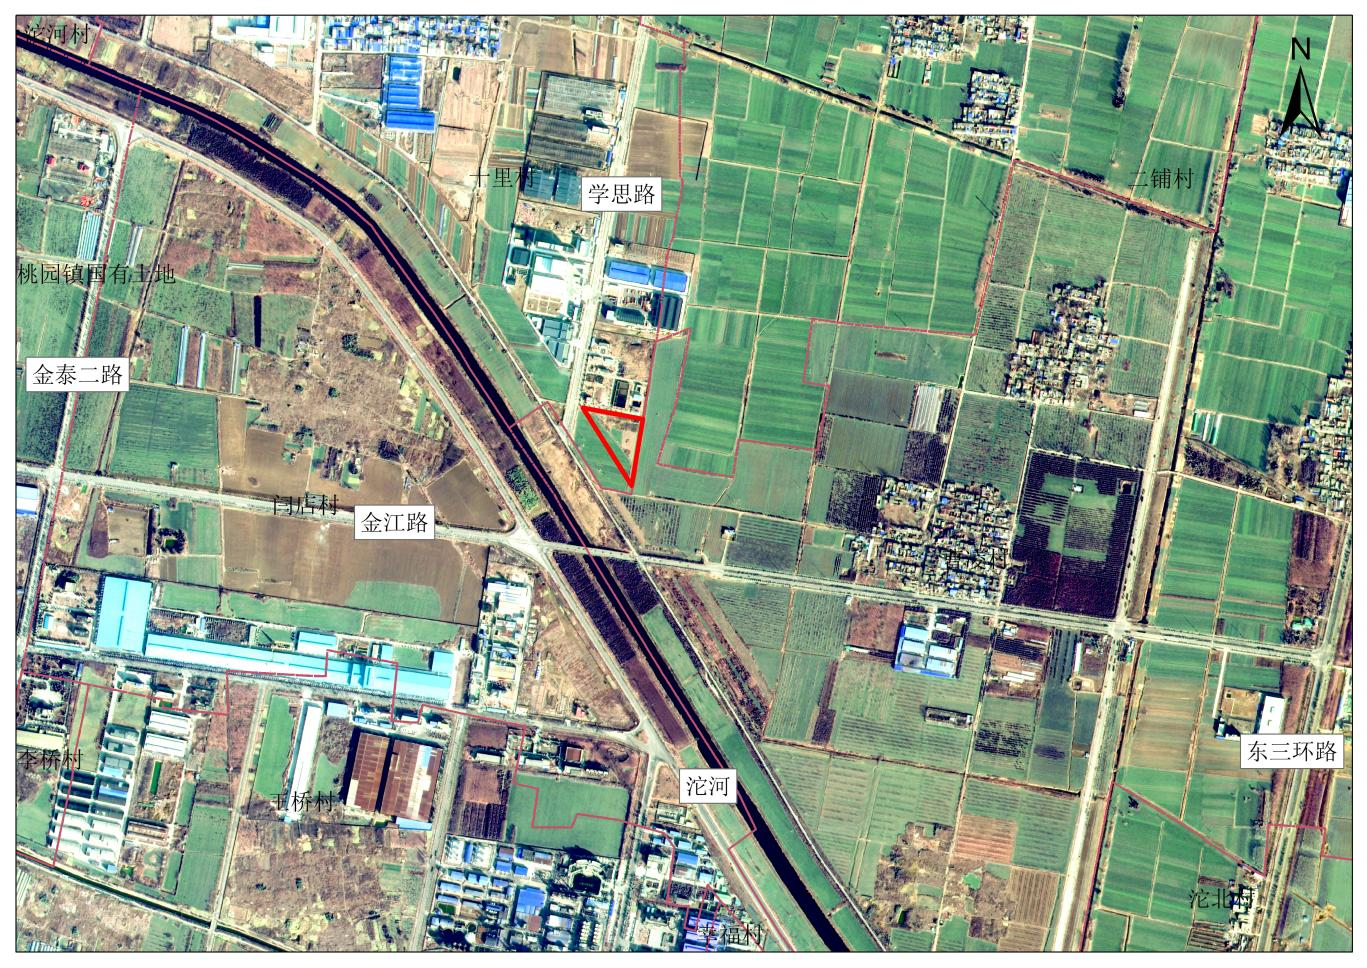 沱河村
N
十里村
二铺村
学思路
桃园镇国有土地
金泰二路
闫店村
金江路
李桥村
王桥村
沱河
东三环路
沱北村
幸福村